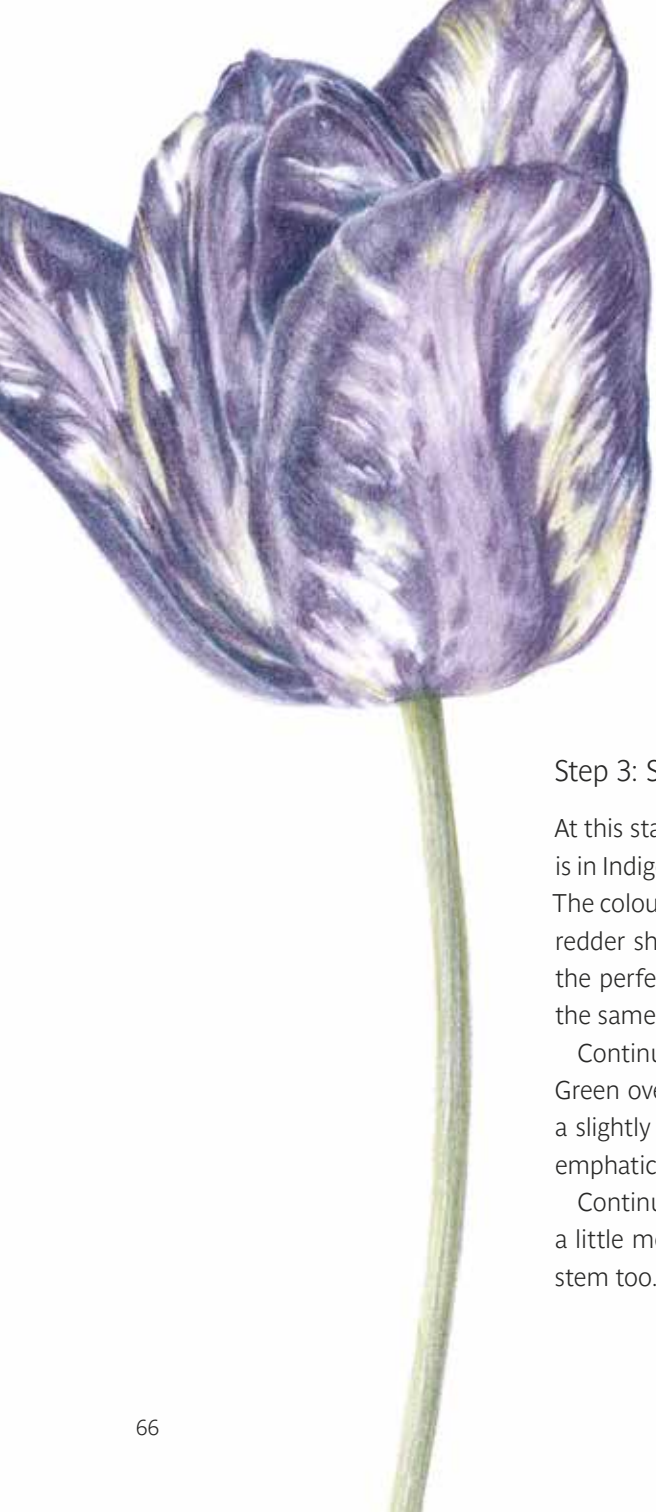 Step 3: S
At this sta
is in Indig
The colou
redder sh
the perfe
the same
Continu
Green ove
a slightly
emphatic
Continu
a little mo
stem too.
66